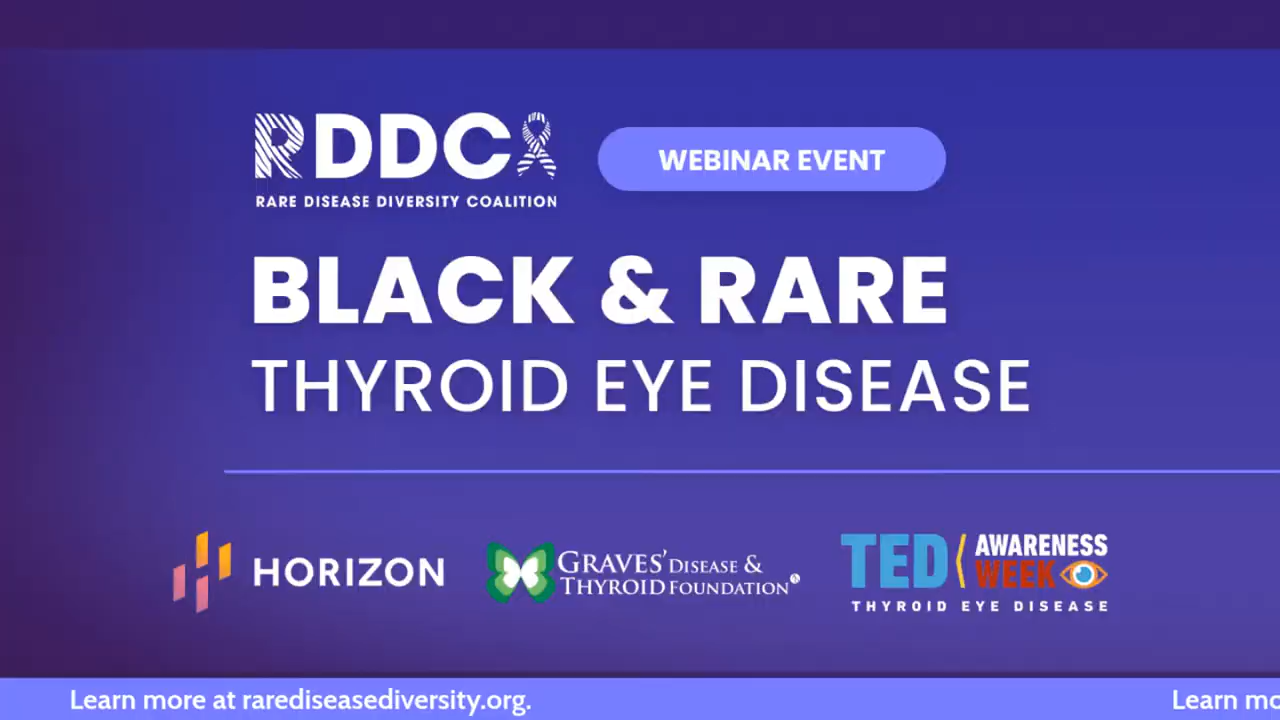 RDDC
RARE DISEASE DIVERSITY COALITION
WEBINAR EVENT
BLACK & RARE
THYROID EYE DISEASE
HORIZON
GRAVES' DISEASE &
THYROID FOUNDATION
TED AWARENESS
WEEK
THYROID EYE DISEASE
Learn more at rarediseasediversity.org.
Learn mo